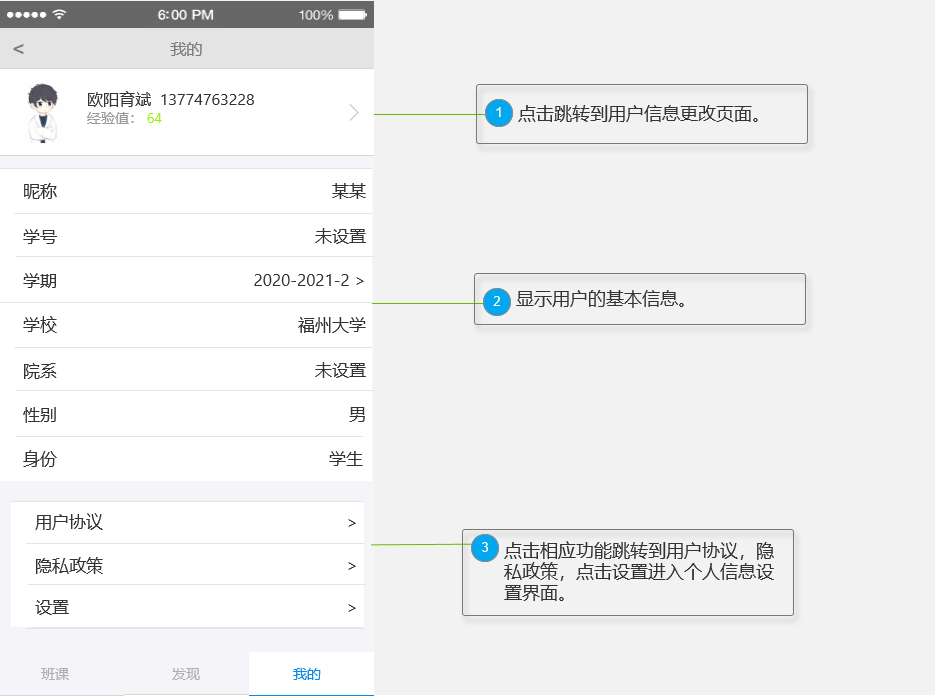 6:00 PM 100%
< 我的
欧阳育斌 13774763228
经验值： 64
昵称 某某
学号 未设置
学期 2020-2021-2 >
学校 福州大学
院系 未设置
性别 男
身份 学生
用户协议 >
隐私政策 >
设置 >
班课 发现 我的
1 点击跳转到用户信息更改页面。
2 显示用户的基本信息。
3 点击相应功能跳转到用户协议，隐
私政策，点击设置进入个人信息设
置界面。